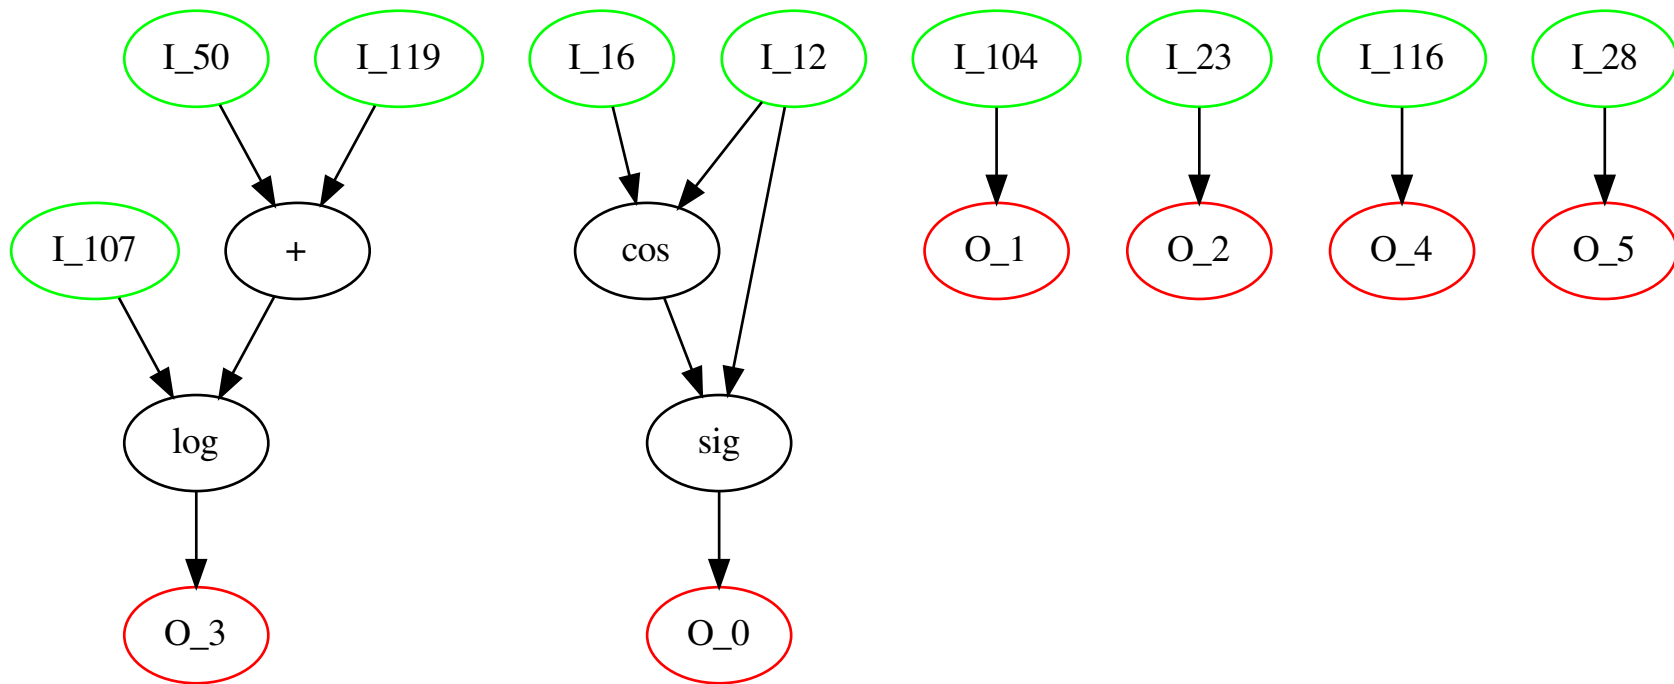 I_50 I_119 I_16 I_12 I_104 I_23 I_116 I_28
I_107 + cos O_1 O_2 O_4 O_5
log sig
O_3 O_0